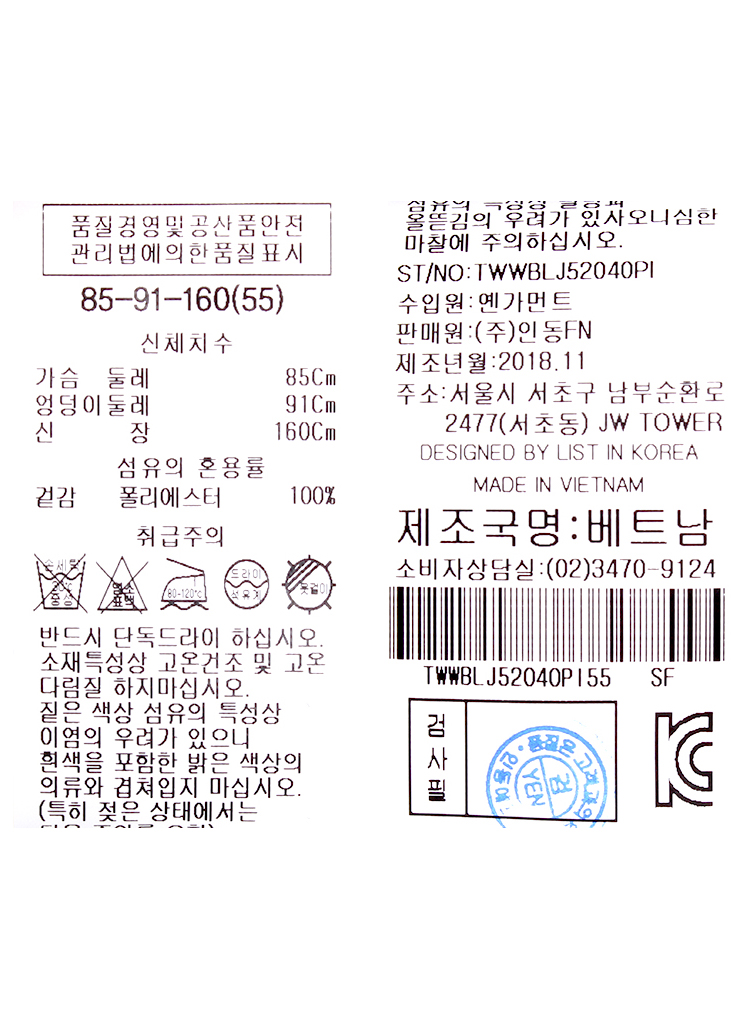 품질경영및공산품안전
관리법에의한품질표시
85-91-160(55)
신체치수
가슴 둘레 85Cm
엉덩이둘레 91Cm
신 장 160Cm
섬유의 혼용률
겉감 폴리에스터 100%
취급주의
손세탁
중성
염소
표백
80-120℃
드라이
석유계
옷걸이
반드시 단독드라이 하십시오.
소재특성상 고온건조 및 고온
다림질 하지마십시오.
짙은 색상 섬유의 특성상
이염의 우려가 있으니
흰색을 포함한 밝은 색상의
의류와 겹쳐입지 마십시오.
(특히 젖은 상태에서는
섬유의 특성상
올뜯김의 우려가 있사오니심한
마찰에 주의하십시오.
ST/NO:TWWBLJ52040PI
수입원:옌가먼트
판매원:(주)인동FN
제조년월:2018.11
주소:서울시 서초구 남부순환로
2477(서초동) JW TOWER
DESIGNED BY LIST IN KOREA
MADE IN VIETNAM
제조국명:베트남
소비자상담실:(02)3470-9124
TWWBLJ52040PI55 SF
검사필
품질은
검
YEN